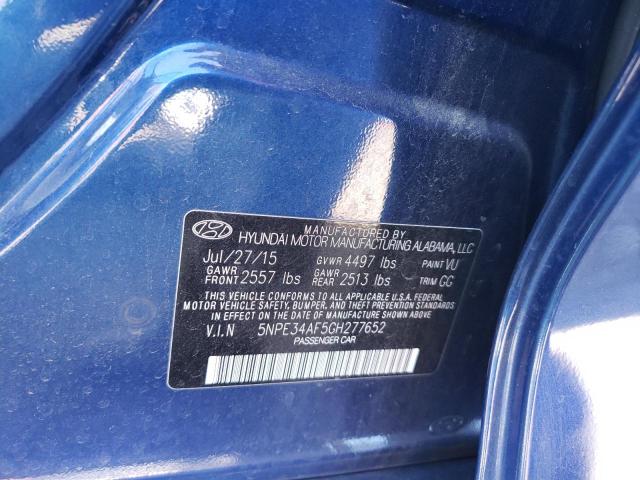 MANUFACTURED BY
HYUNDAI MOTOR MANUFACTURING ALABAMA, LLC
Jul/27/15 GVWR 4497 lbs PAINT VU
GAWR FRONT 2557 lbs GAWR REAR 2513 lbs TRIM GC
THIS VEHICLE CONFORMS TO ALL APPLICABLE U.S.A. FEDERAL
MOTOR VEHICLE SAFETY, BUMPER, AND THEFT PREVENTION
STANDARDS IN EFFECT ON THE DATE OF MANUFACTURE SHOWN ABOVE.
V.I.N 5NPE34AF5GH277652
PASSENGER CAR